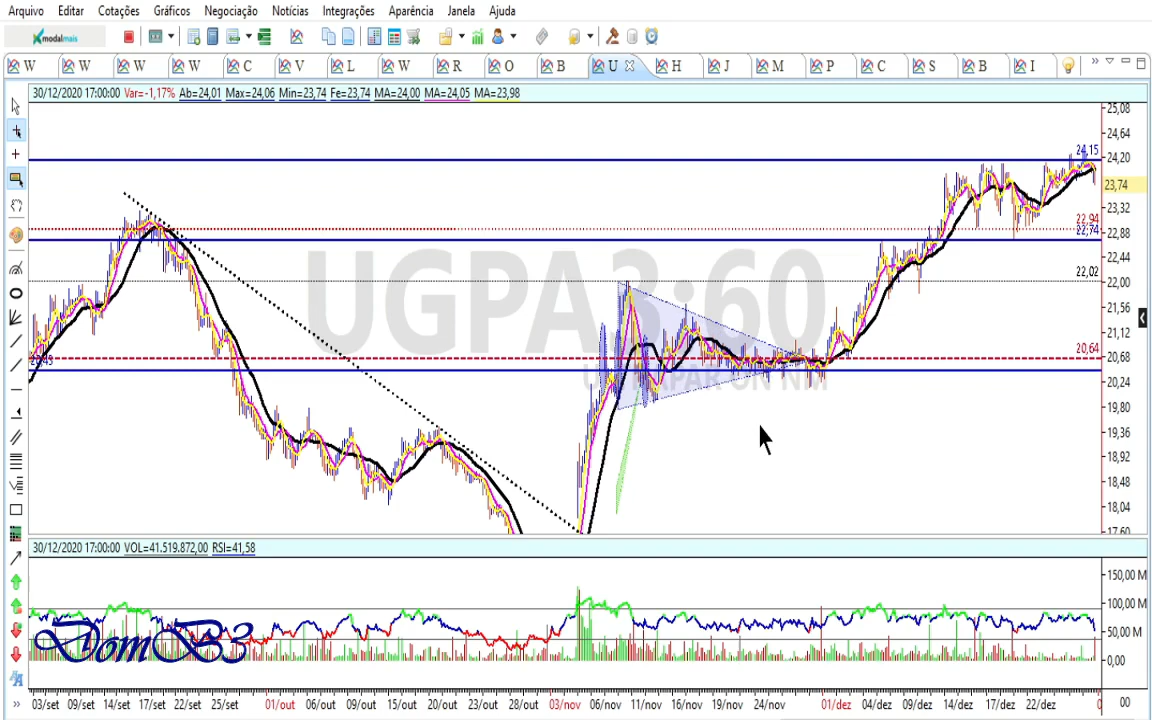 Arquivo Editar Cotações Gráficos Negociação Notícias Integrações Aparência Janela Ajuda
modalmais
W W W W C V L W R O B U H J M P C S B I
30/12/2020 17:00:00 Var= -1,17% Ab=24,01 Max=24,06 Min=23,74 Fe=23,74 MA=24,00 MA=24,05 MA=23,98
25,08
24,64
24,15
24,20
23,74
23,32
22,94
22,74
22,88
22,44
22,02
22,00
UGPA3:60
21,56
21,12
20,64
20,68
20,43
20,24
19,80
19,36
18,92
18,48
18,04
17,60
30/12/2020 17:00:00 VOL=41.519.872,00 RSI=41,58
150,00 M
100,00 M
50,00 M
0,00
DomB3
03/set 09/set 14/set 17/set 22/set 25/set 01/out 06/out 09/out 14/out 19/out 22/out 28/out 03/nov 06/nov 11/nov 16/nov 19/nov 24/nov 01/dez 04/dez 09/dez 14/dez 17/dez 22/dez 00